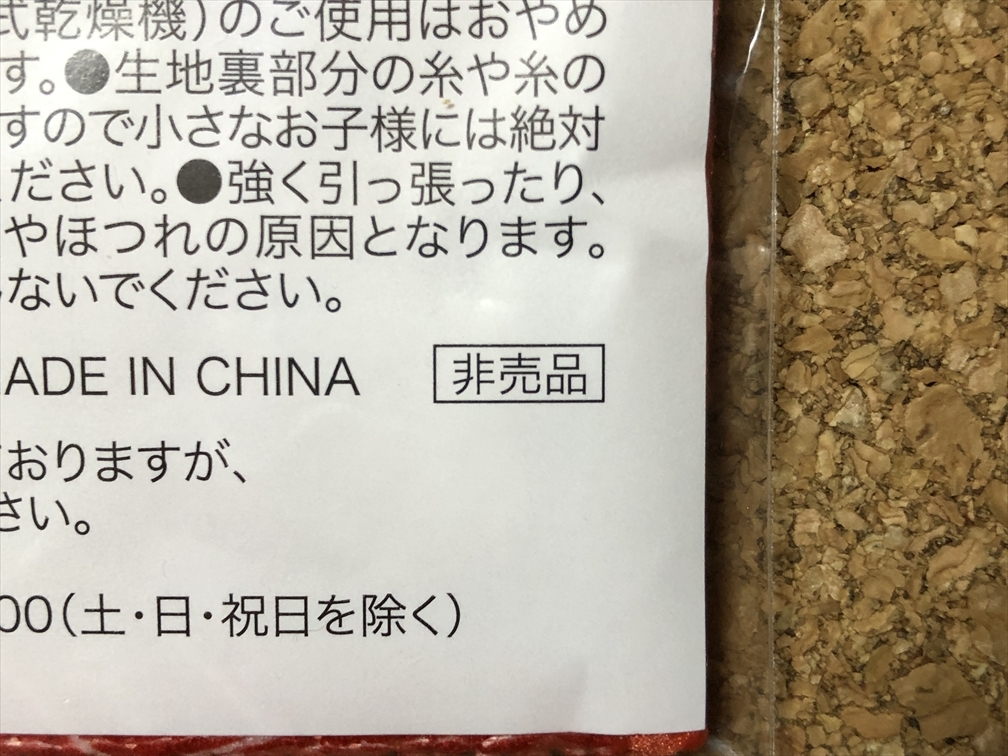 式乾燥機)のご使用はおやめ
す。●生地裏部分の糸や糸の
すので小さなお子様には絶対
ださい。●強く引っ張ったり、
やほつれの原因となります。
ないでください。
ADE IN CHINA 非売品
おりますが、
さい。
00(土・日・祝日を除く)